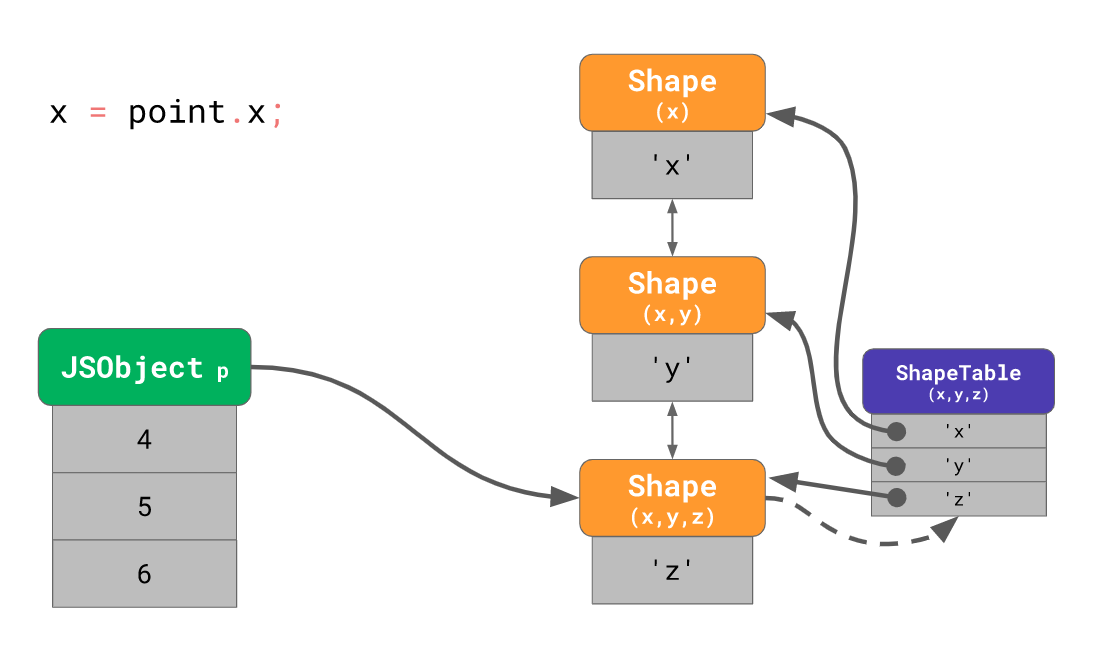 x = point.x;
Shape
(x)
'x'
Shape
(x,y)
'y'
Shape
(x,y,z)
'z'
JSObject p
4
5
6
ShapeTable
(x,y,z)
'x'
'y'
'z'